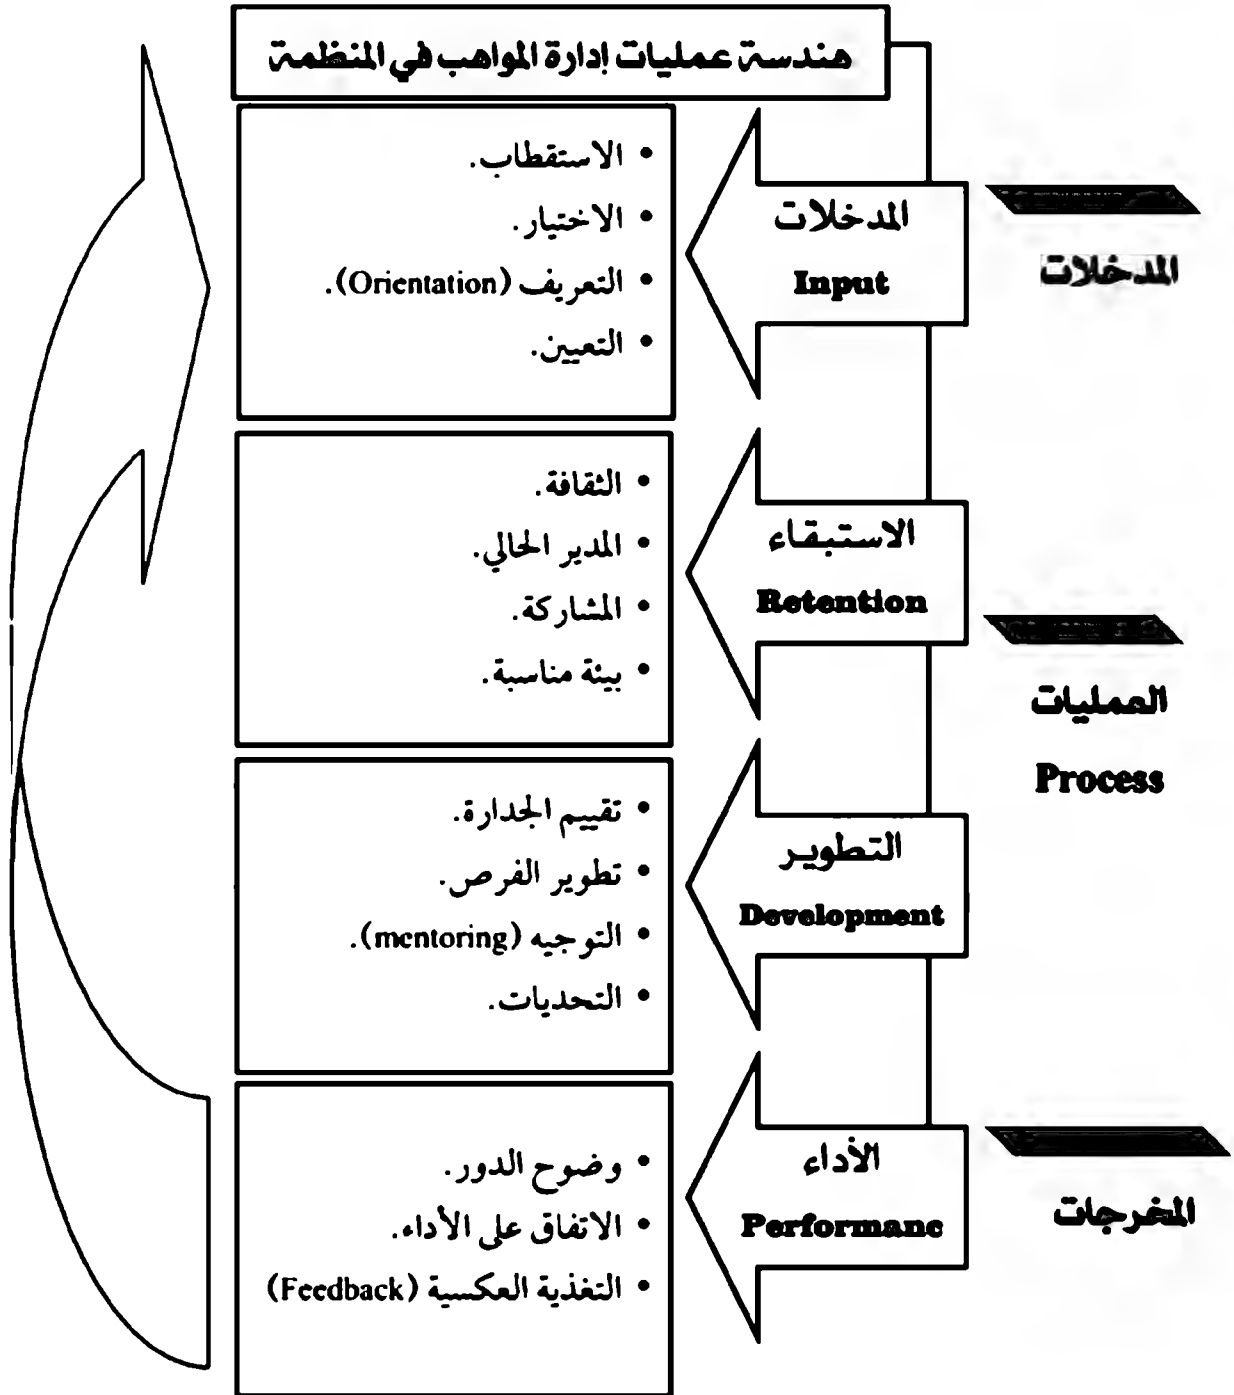 هندسة عمليات إدارة المواهب في المنظمة
المدخلات
المدخلات
Input
• الاستقطاب.
• الاختيار.
• التعريف (Orientation).
• التعيين.
العمليات
Process
الاستبقاء
Retention
• الثقافة.
• المدير الحالي.
• المشاركة.
• بيئة مناسبة.
التطوير
Development
• تقييم الجدارة.
• تطوير الفرص.
• التوجيه (mentoring).
• التحديات.
المخرجات
الأداء
Performanc
• وضوح الدور.
• الاتفاق على الأداء.
• التغذية العكسية (Feedback)